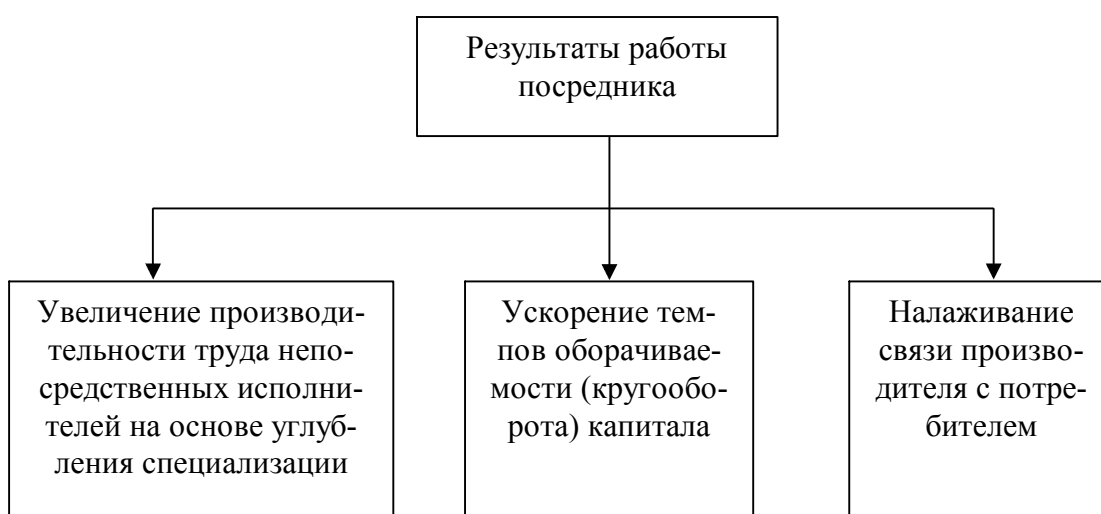 Результаты работы
посредника
Увеличение производи-
тельности труда непо-
средственных исполни-
телей на основе углуб-
ления специализации
Ускорение тем-
пов оборачивае-
мости (кругообо-
рота) капитала
Налаживание
связи произво-
дителя с потре-
бителем